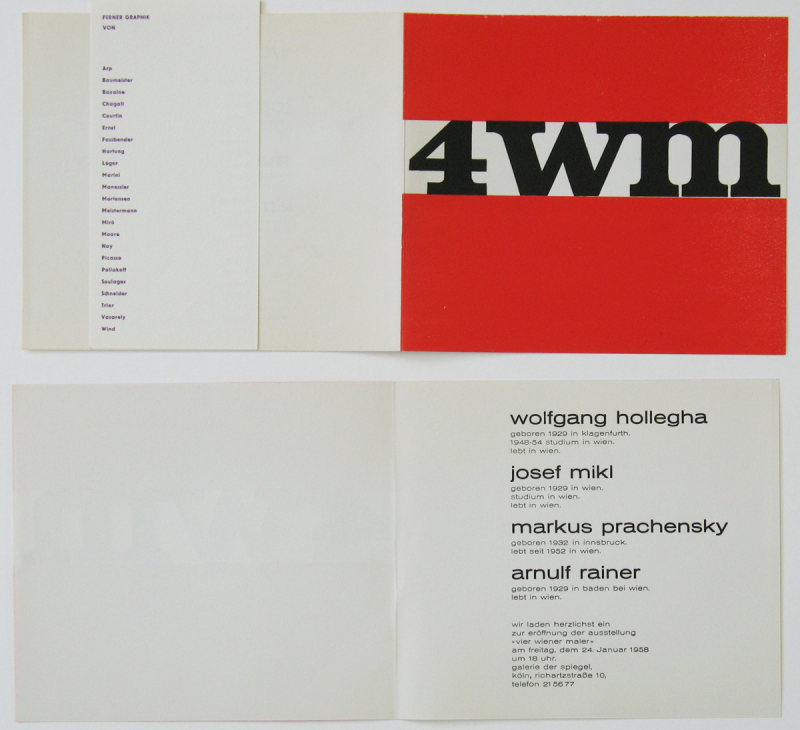 FERNER GRAPHIK
VON
Arp
Baumeister
Bazaine
Chagall
Courtin
Ernst
Fassbender
Hartung
Léger
Marini
Manessier
Mortensen
Meistermann
Miró
Moore
Nay
Picasso
Poliakoff
Soulages
Schneider
Trier
Vasarely
Wind
4wm
wolfgang hollegha
geboren 1929 in klagenfurth.
1948-54 studium in wien.
lebt in wien.
josef mikl
geboren 1929 in wien.
studium in wien.
lebt in wien.
markus prachensky
geboren 1932 in innsbruck.
lebt seit 1952 in wien.
arnulf rainer
geboren 1929 in baden bei wien.
lebt in wien.
wir laden herzlichst ein
zur eröffnung der ausstellung
»vier wiener maler«
am freitag, dem 24. Januar 1958
um 18 uhr.
galerie der spiegel,
köln, richartzstraße 10,
telefon 21 56 77